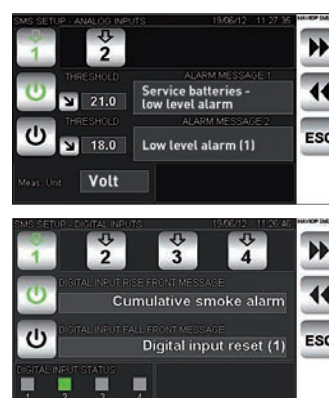 SMS SETUP - ANALOG INPUTS 19/06/12 11:27:36
1 2
THRESHOLD ALARM MESSAGE 1
21.0 Service batteries -
low level alarm
THRESHOLD ALARM MESSAGE 2
18.0 Low level alarm (1)
Meas. Unit Volt
ESC
SMS SETUP - DIGITAL INPUTS 19/06/12 11:26:46
1 2 3 4
DIGITAL INPUT RISE FRONT MESSAGE
Cumulative smoke alarm
DIGITAL INPUT FALL FRONT MESSAGE
Digital input reset (1)
DIGITAL INPUT STATUS
1 2 3 4
ESC